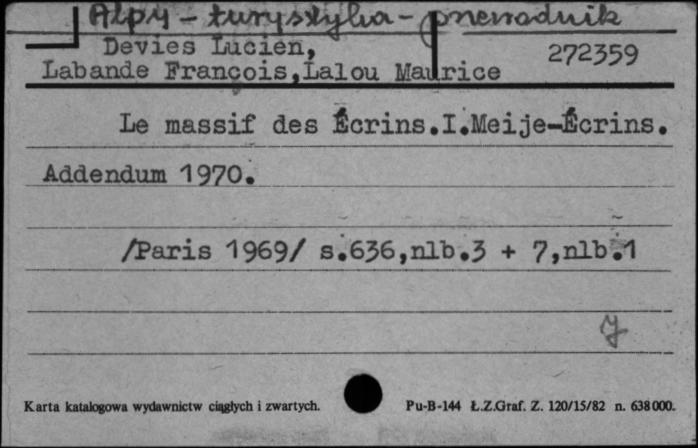 Alpy - turystyka - przewodnik
Devies Lucien,
272359
Labande François,Lalou Maurice
Le massif des Écrins.I.Meije-Écrins.
Addendum 1970.
/Paris 1969/ s.636,nlb.3 + 7,nlb.1
Karta katalogowa wydawnictw ciągłych i zwartych.
Pu-B-144 Ł.Z.Graf. Z. 120/15/82 n. 638000.